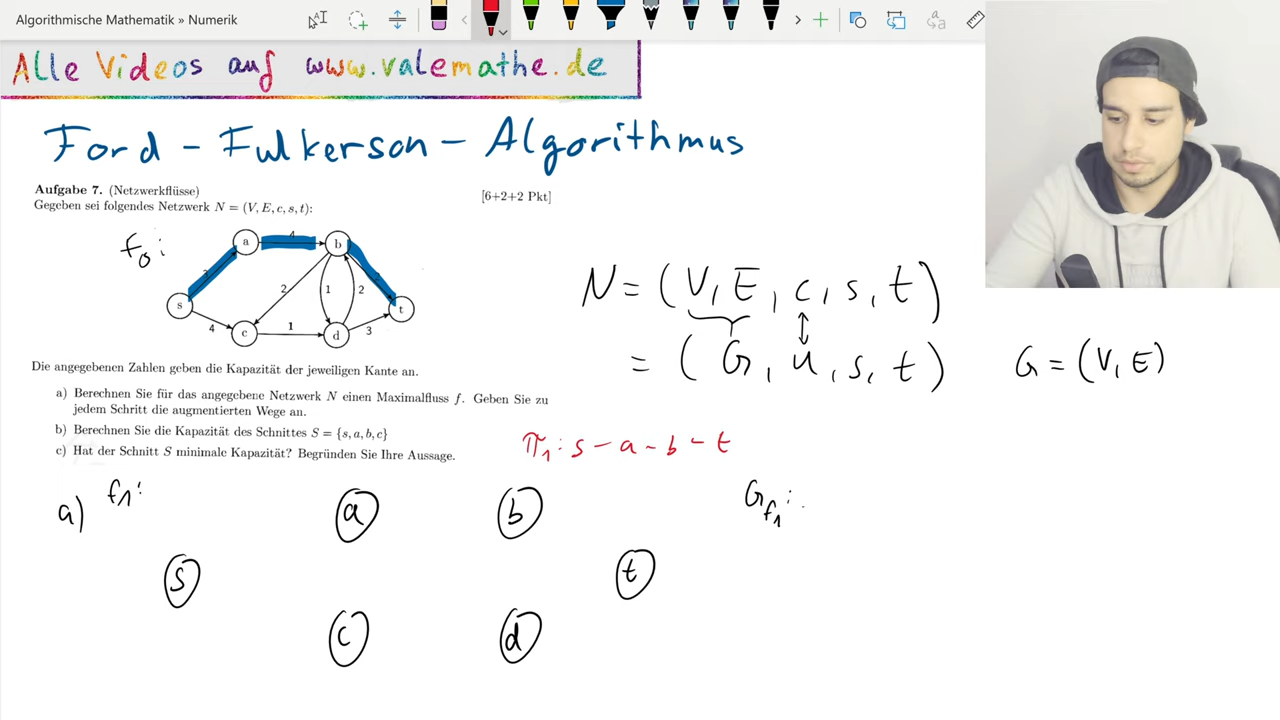 Algorithmische Mathematik » Numerik
Alle Videos auf www.valemathe.de
Ford - Fulkerson - Algorithmus
Aufgabe 7. (Netzwerkflüsse) [6+2+2 Pkt]
Gegeben sei folgendes Netzwerk N = (V, E, c, s, t):
f₀:
a 4 b
3
s 2 1 2 t
4 c 1 d 3
N = (V, E, c, s, t)
= (G, u, s, t) G = (V, E)
Die angegebenen Zahlen geben die Kapazität der jeweiligen Kante an.
a) Berechnen Sie für das angegebene Netzwerk N einen Maximalfluss f. Geben Sie zu
jedem Schritt die augmentierten Wege an.
b) Berechnen Sie die Kapazität des Schnittes S = {s, a, b, c}
c) Hat der Schnitt S minimale Kapazität? Begründen Sie Ihre Aussage.
π₁: s – a – b – t
a) f₁: a b G_f₁:
s t
c d